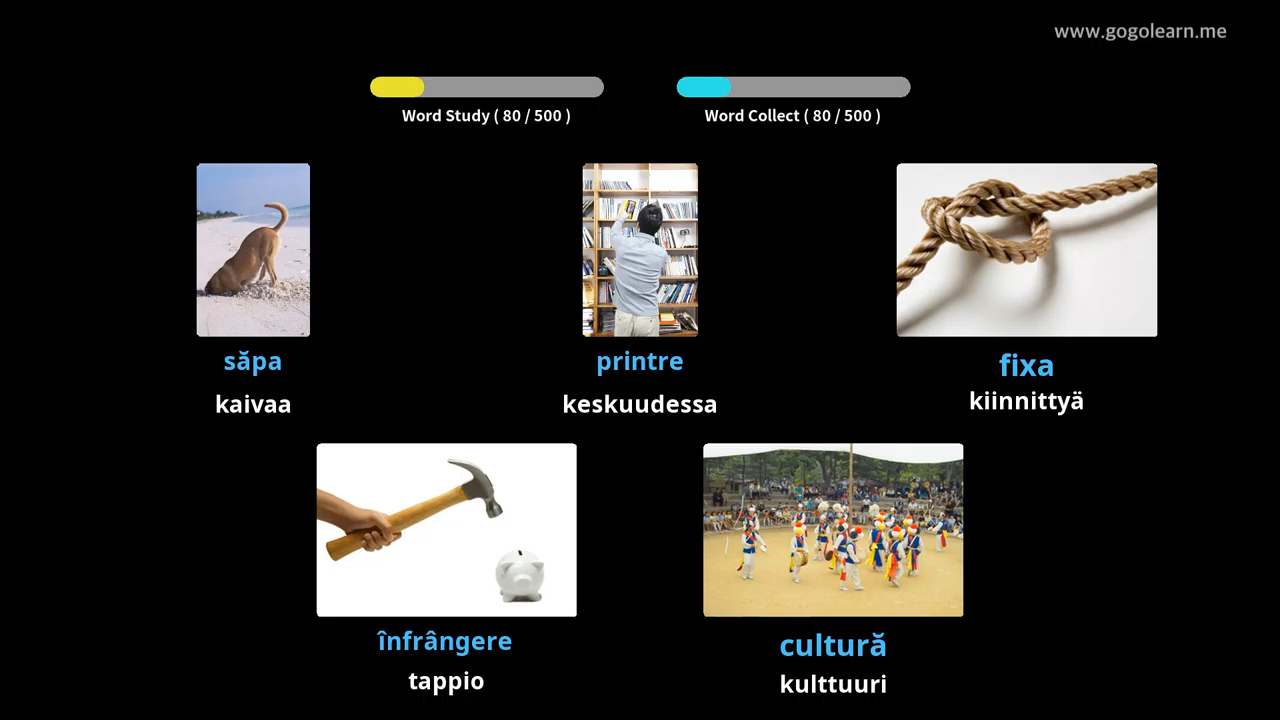 www.gogolearn.me
Word Study ( 80 / 500 )
Word Collect ( 80 / 500 )
săpa
kaivaa
printre
keskuudessa
fixa
kiinnittyä
înfrângere
tappio
cultură
kulttuuri